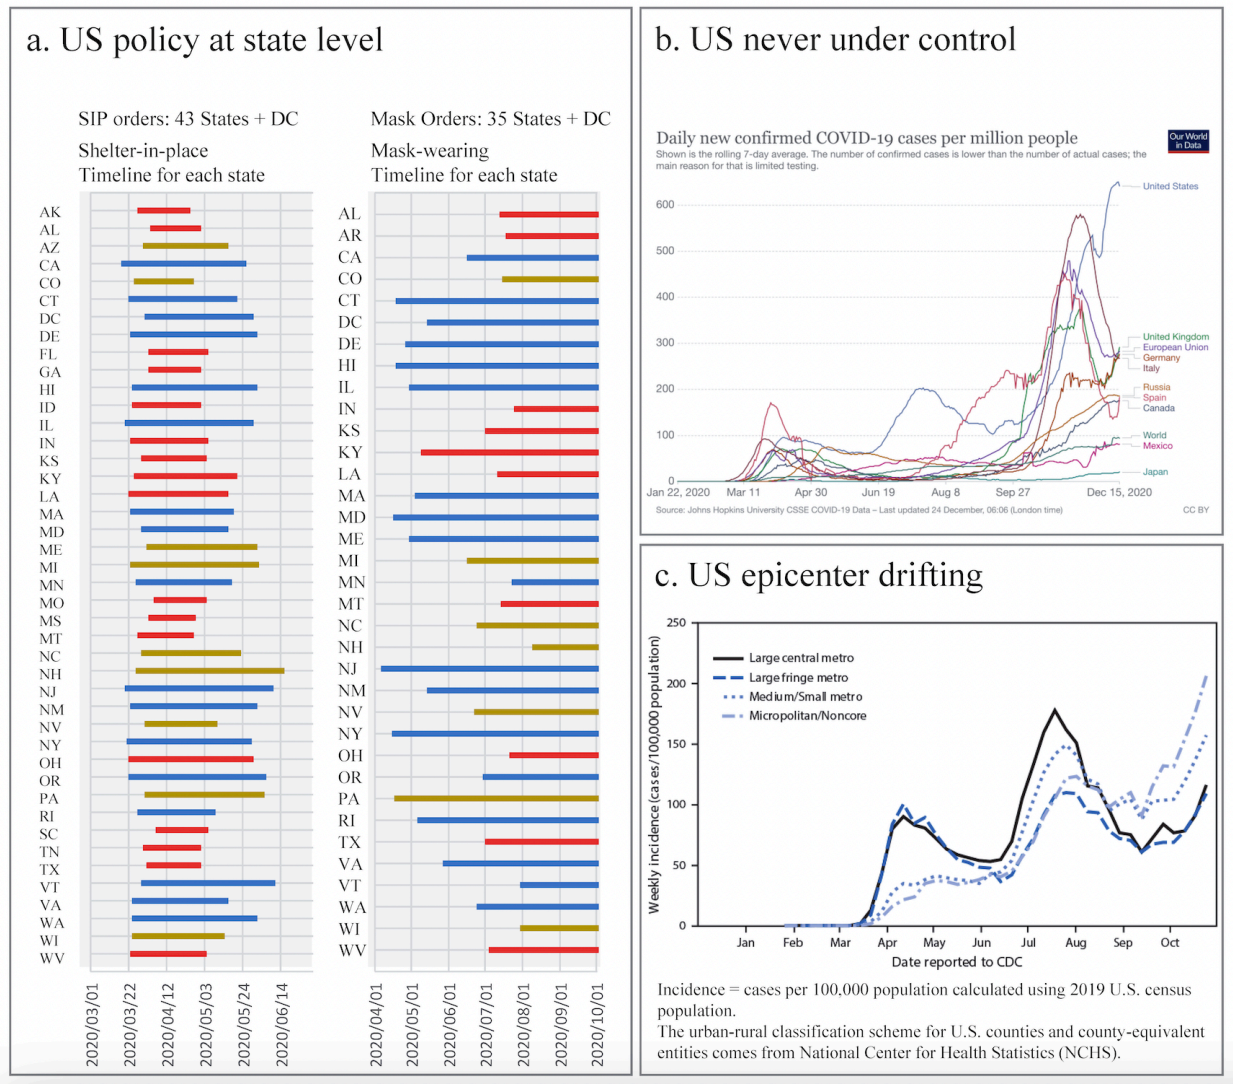 a. US policy at state level
SIP orders: 43 States + DC
Shelter-in-place
Timeline for each state
AK
AL
AZ
CA
CO
CT
DC
DE
FL
GA
HI
ID
IL
IN
KS
KY
LA
MA
MD
ME
MI
MN
MO
MS
MT
NC
NH
NJ
NM
NV
NY
OH
OR
PA
RI
SC
TN
TX
VT
VA
WA
WI
WV
2020/03/01
2020/03/22
2020/04/12
2020/05/03
2020/05/24
2020/06/14
Mask Orders: 35 States + DC
Mask-wearing
Timeline for each state
AL
AR
CA
CO
CT
DC
DE
HI
IL
IN
KS
KY
LA
MA
MD
ME
MI
MN
MT
NC
NH
NJ
NM
NV
NY
OH
OR
PA
RI
TX
VA
VT
WA
WI
WV
2020/04/01
2020/05/01
2020/06/01
2020/07/01
2020/08/01
2020/09/01
2020/10/01
b. US never under control
Daily new confirmed COVID-19 cases per million people
Shown is the rolling 7-day average. The number of confirmed cases is lower than the number of actual cases; the
main reason for that is limited testing.
Our World
in Data
600
500
400
300
200
100
0
United States
United Kingdom
European Union
Germany
Italy
Russia
Spain
Canada
World
Mexico
Japan
Jan 22, 2020 Mar 11 Apr 30 Jun 19 Aug 8 Sep 27 Dec 15, 2020
Source: Johns Hopkins University CSSE COVID-19 Data – Last updated 24 December, 06:06 (London time) CC BY
c. US epicenter drifting
Weekly incidence (cases/100,000 population)
250
200
150
100
50
0
Large central metro
Large fringe metro
Medium/Small metro
Micropolitan/Noncore
Jan Feb Mar Apr May Jun Jul Aug Sep Oct
Date reported to CDC
Incidence = cases per 100,000 population calculated using 2019 U.S. census
population.
The urban-rural classification scheme for U.S. counties and county-equivalent
entities comes from National Center for Health Statistics (NCHS).